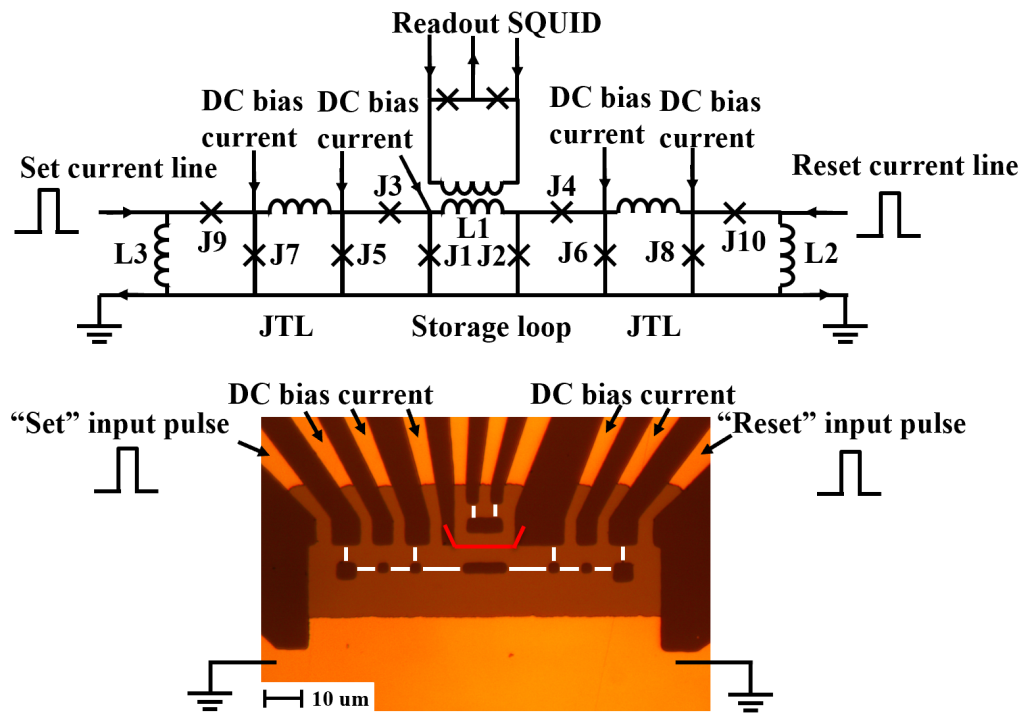 Readout SQUID
DC bias
current
DC bias
current
DC bias
current
DC bias
current
Set current line
Reset current line
J3
J4
L1
L3
J9
J7
J5
J1
J2
J6
J8
J10
L2
JTL
Storage loop
JTL
DC bias current
DC bias current
“Set” input pulse
“Reset” input pulse
10 um